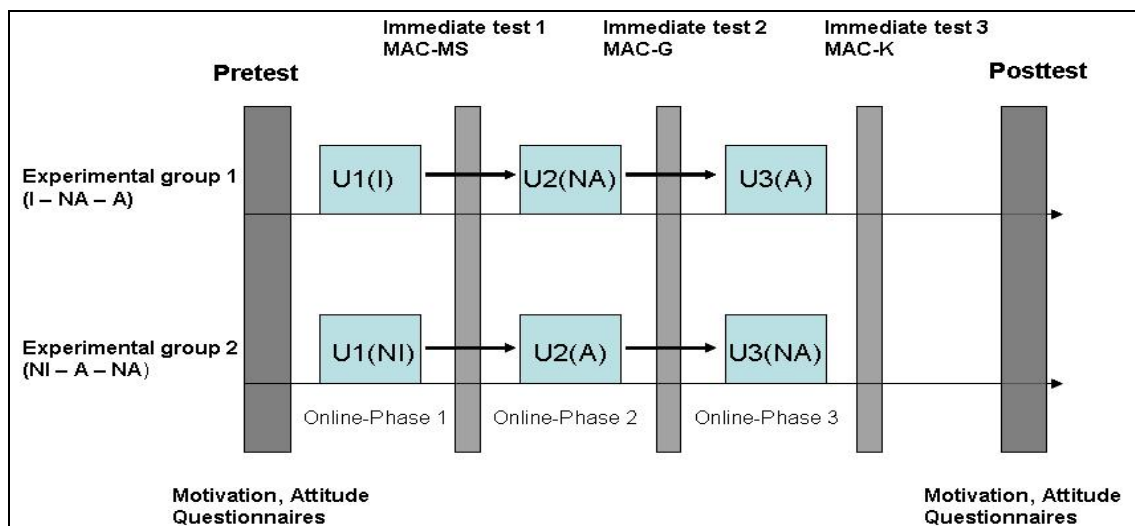 Immediate test 1
MAC-MS
Immediate test 2
MAC-G
Immediate test 3
MAC-K
Pretest
Posttest
Experimental group 1
(I – NA – A)
U1(I)
U2(NA)
U3(A)
Experimental group 2
(NI – A – NA)
U1(NI)
U2(A)
U3(NA)
Online-Phase 1
Online-Phase 2
Online-Phase 3
Motivation, Attitude
Questionnaires
Motivation, Attitude
Questionnaires